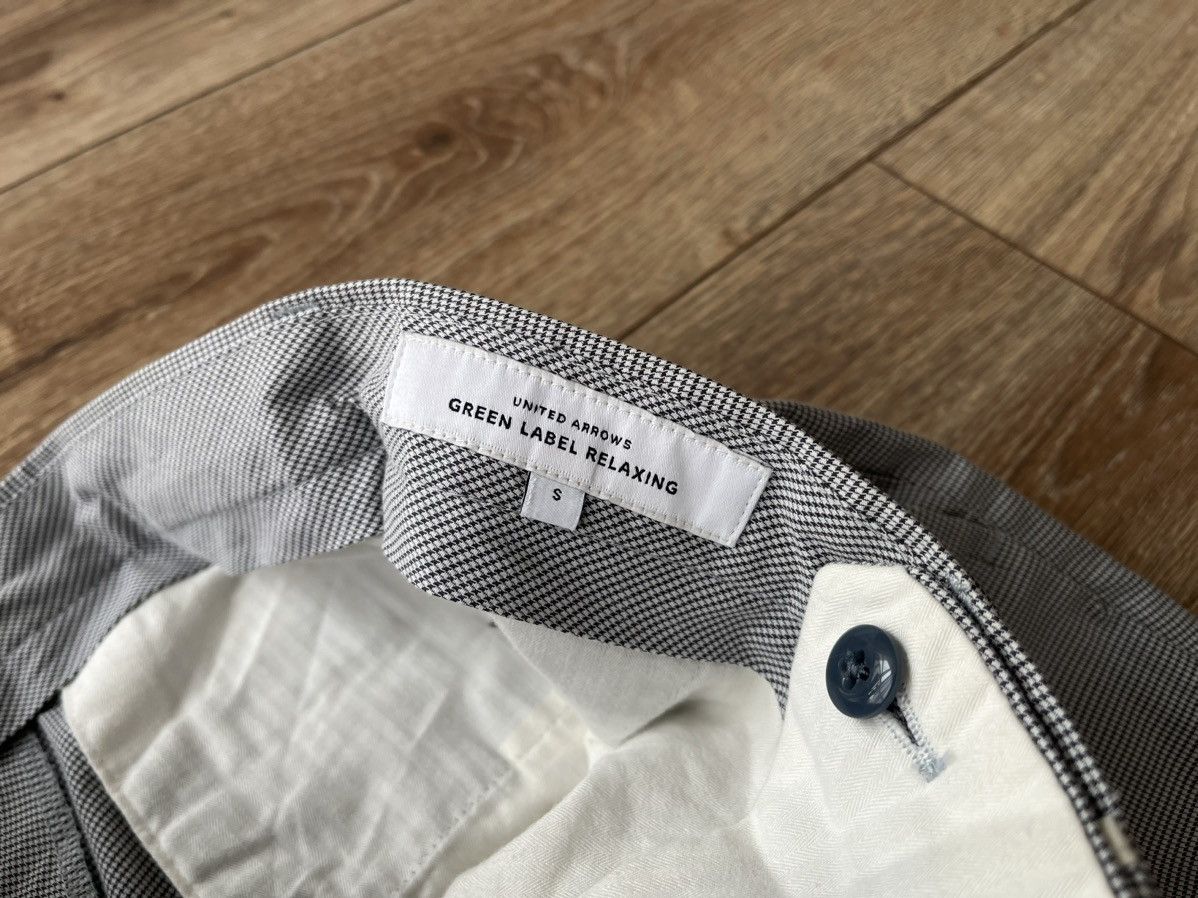 UNITED ARROWS
GREEN LABEL RELAXING
S